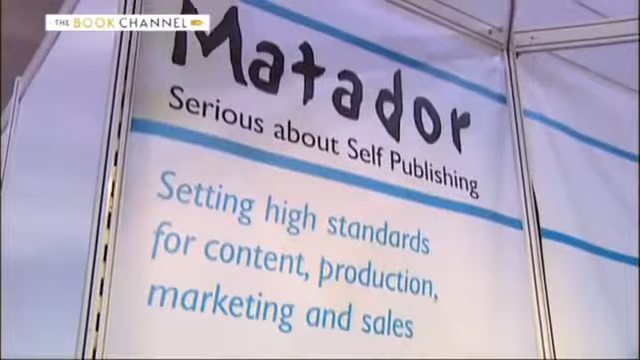 THE BOOK CHANNEL
Matador
Serious about Self Publishing
Setting high standards
for content, production,
marketing and sales